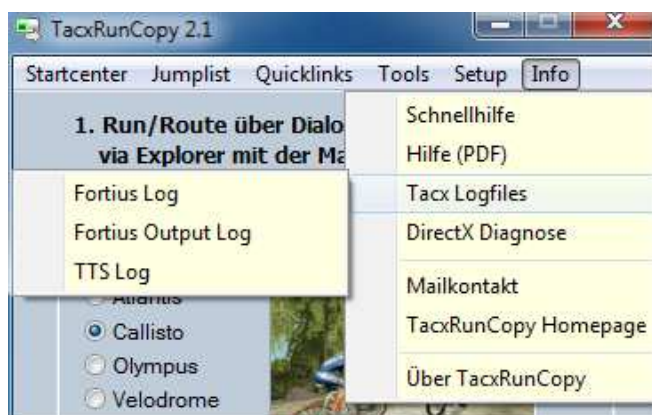 TacxRunCopy 2.1
Startcenter Jumplist Quicklinks Tools Setup Info
1. Run/Route über Dialo
via Explorer mit der Ma
Schnellhilfe
Hilfe (PDF)
Tacx Logfiles
DirectX Diagnose
Mailkontakt
TacxRunCopy Homepage
Über TacxRunCopy
Fortius Log
Fortius Output Log
TTS Log
Atlantis
Callisto
Olympus
Velodrome